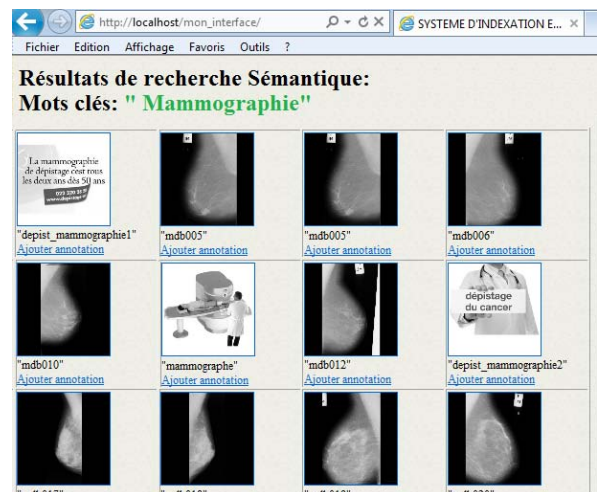 http://localhost/mon_interface/
SYSTEME D'INDEXATION E...
Fichier Edition Affichage Favoris Outils ?
Résultats de recherche Sémantique:
Mots clés: " Mammographie"
La mammographie
de dépistage c'est tous
les deux ans dès 50 ans
"depist_mammographie1"
Ajouter annotation
"mdb005"
Ajouter annotation
"mdb005"
Ajouter annotation
"mdb006"
Ajouter annotation
dépistage
du cancer
"mdb010"
Ajouter annotation
"mammographe"
Ajouter annotation
"mdb012"
Ajouter annotation
"depist_mammographie2"
Ajouter annotation